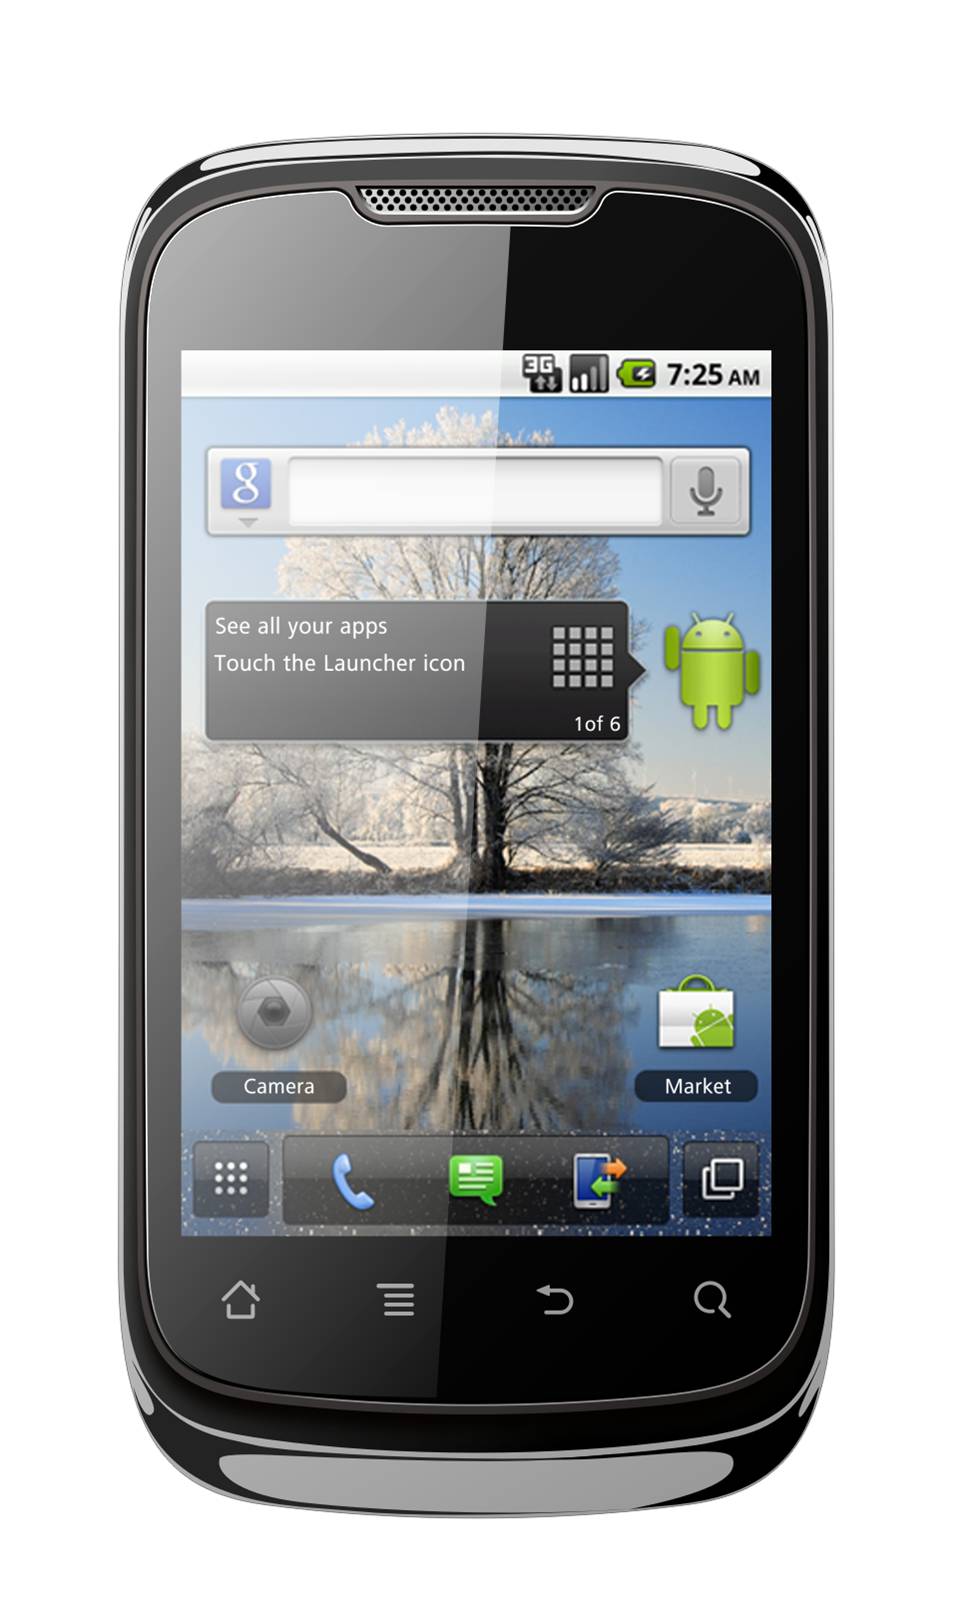 3G
7:25 AM
g
See all your apps
Touch the Launcher icon
1of 6
Camera
Market